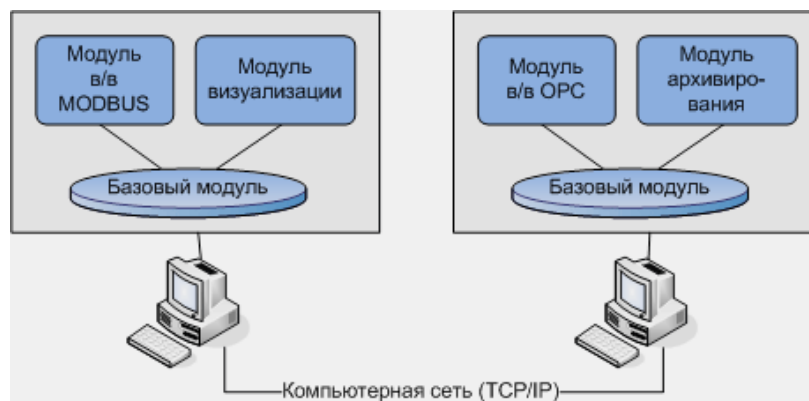 Модуль
в/в
MODBUS
Модуль
визуализации
Базовый модуль
Модуль
в/в OPC
Модуль
архивиро-
вания
Базовый модуль
Компьютерная сеть (TCP/IP)